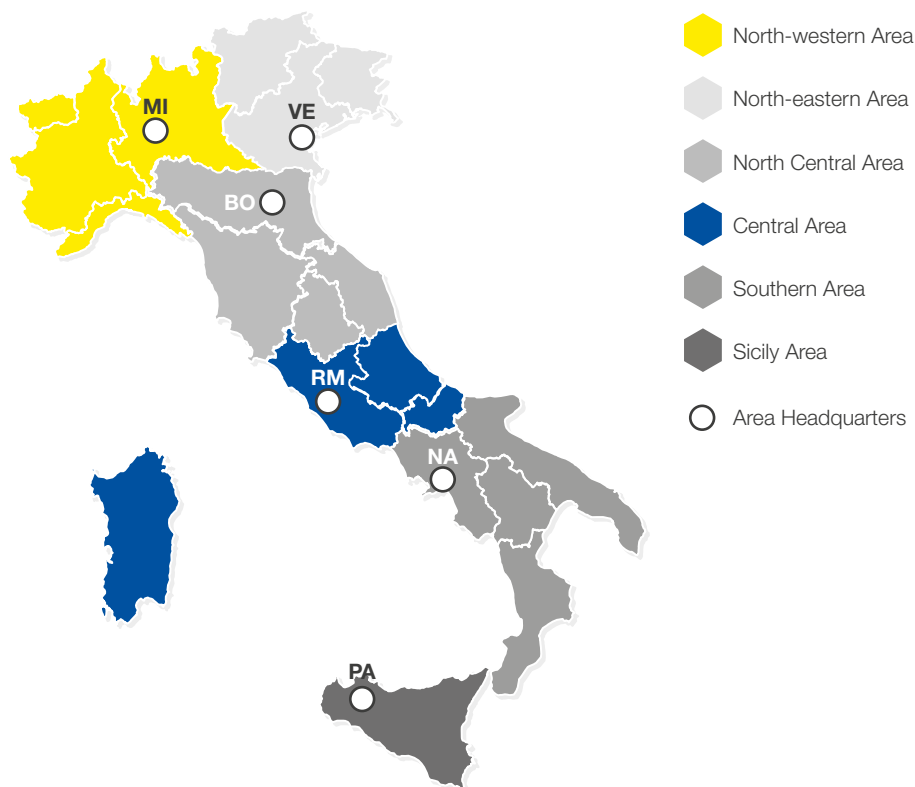 MI
VE
BO
RM
NA
PA
North-western Area
North-eastern Area
North Central Area
Central Area
Southern Area
Sicily Area
Area Headquarters